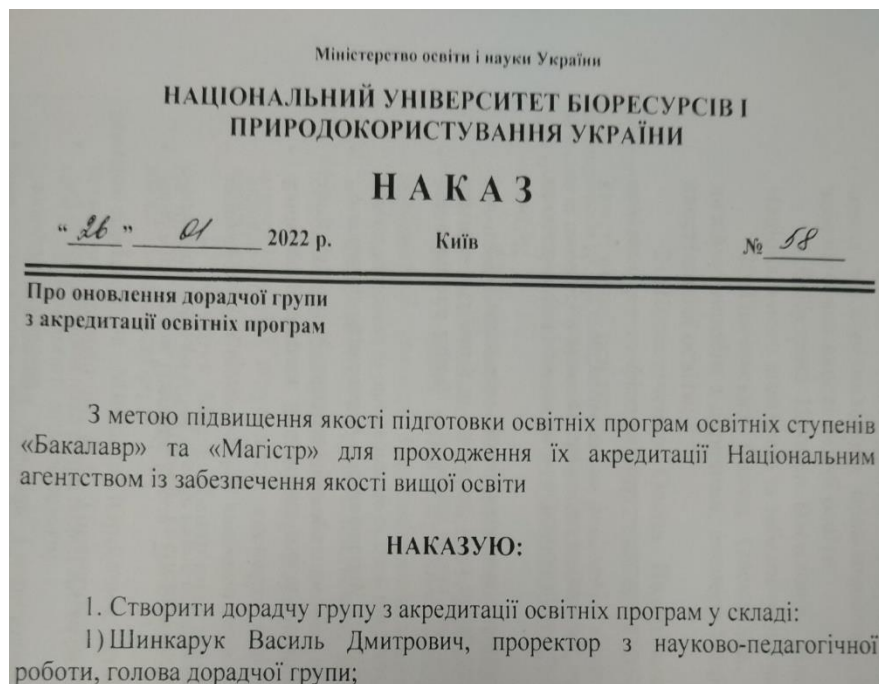 Міністерство освіти і науки України
НАЦІОНАЛЬНИЙ УНІВЕРСИТЕТ БІОРЕСУРСІВ І
ПРИРОДОКОРИСТУВАННЯ УКРАЇНИ
Н А К А З
“ 26 ” 01 2022 р. Київ № 58
Про оновлення дорадчої групи
з акредитації освітніх програм
З метою підвищення якості підготовки освітніх програм освітніх ступенів
«Бакалавр» та «Магістр» для проходження їх акредитації Національним
агентством із забезпечення якості вищої освіти
НАКАЗУЮ:
1. Створити дорадчу групу з акредитації освітніх програм у складі:
1) Шинкарук Василь Дмитрович, проректор з науково-педагогічної
роботи, голова дорадчої групи;